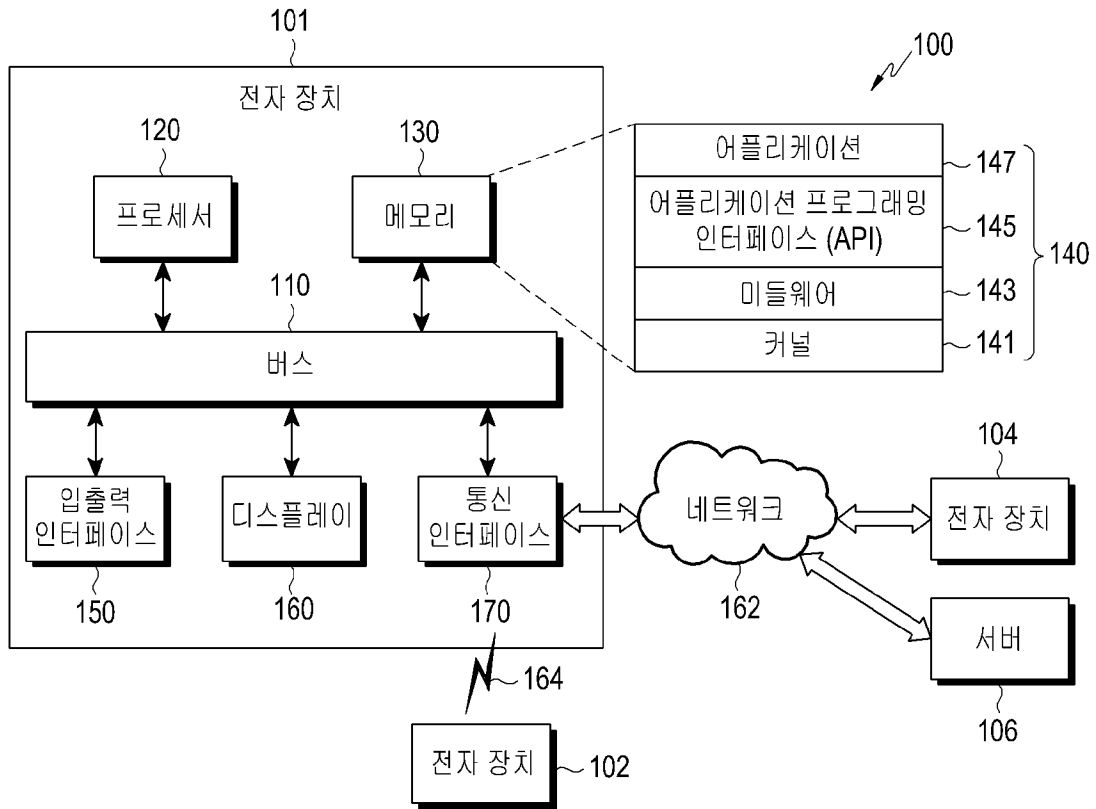 101
100
전자 장치
120
130
프로세서
메모리
어플리케이션
147
어플리케이션 프로그래밍
인터페이스 (API)
145
140
미들웨어
143
커널
141
110
버스
입출력
인터페이스
디스플레이
통신
인터페이스
네트워크
104
전자 장치
150
160
170
162
서버
106
164
전자 장치
102